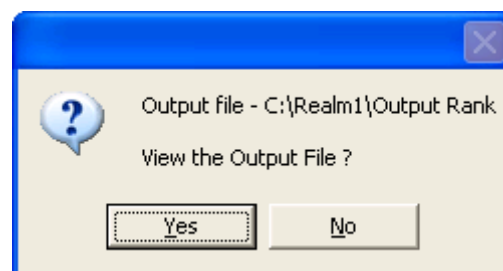 Output file - C:\Realm1\Output Rank
View the Output File ?
Yes No